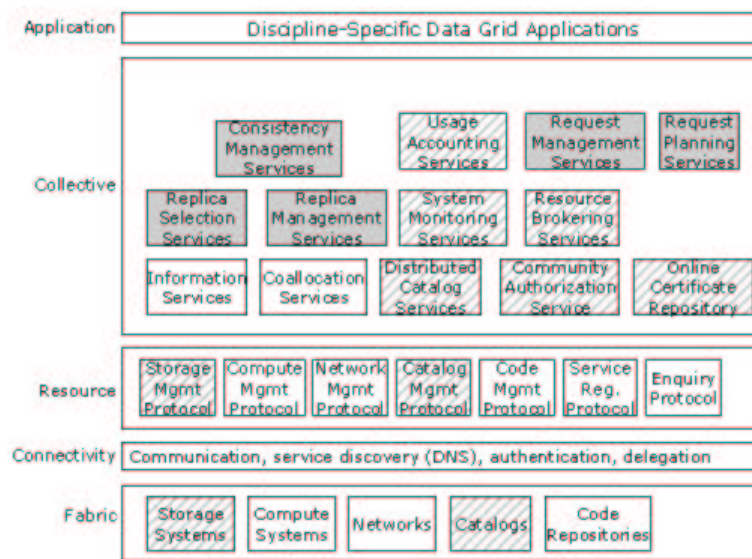 Application
Discipline-Specific Data Grid Applications
Collective
Consistency
Management
Services
Usage
Accounting
Services
Request
Management
Services
Request
Planning
Services
Replica
Selection
Services
Replica
Management
Services
System
Monitoring
Services
Resource
Brokering
Services
Information
Services
Coallocation
Services
Distributed
Catalog
Services
Community
Authorization
Service
Online
Certificate
Repository
Resource
Storage
Mgmt
Protocol
Compute
Mgmt
Protocol
Network
Mgmt
Protocol
Catalog
Mgmt
Protocol
Code
Mgmt
Protocol
Service
Reg.
Protocol
Enquiry
Protocol
Connectivity
Communication, service discovery (DNS), authentication, delegation
Fabric
Storage
Systems
Compute
Systems
Networks
Catalogs
Code
Repositories